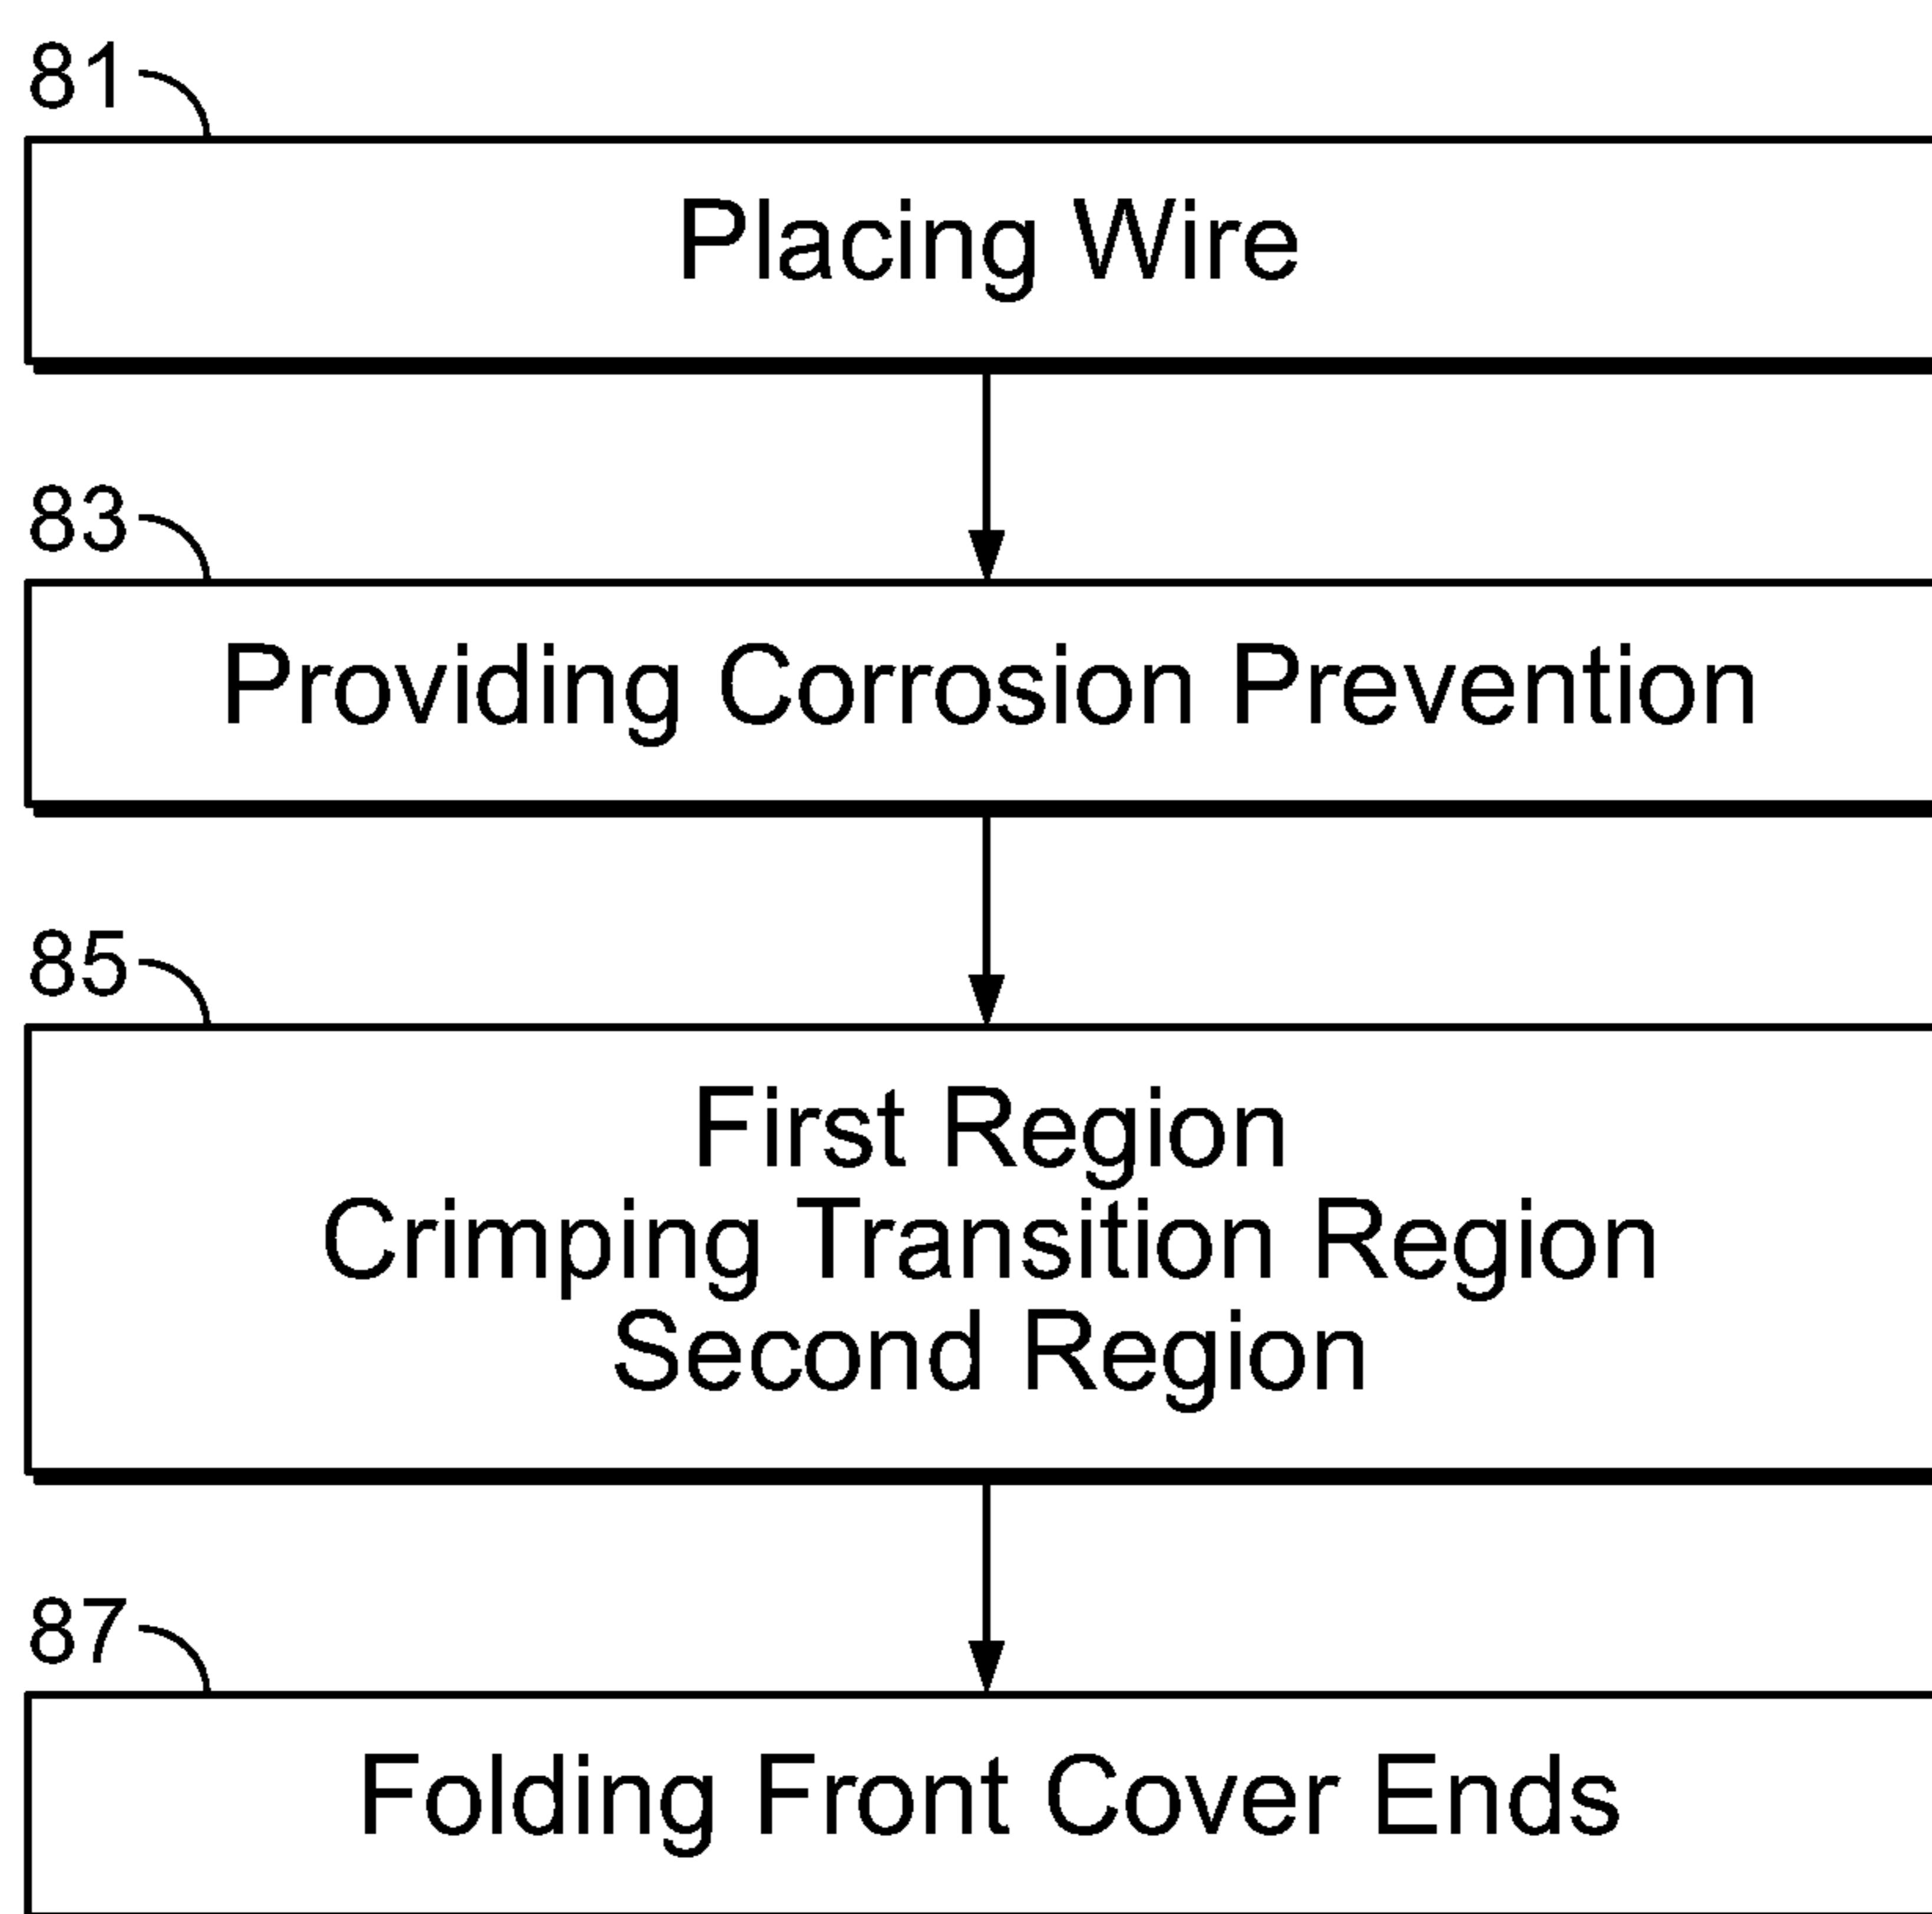 81
Placing Wire
83
Providing Corrosion Prevention
85
First Region
Crimping Transition Region
Second Region
87
Folding Front Cover Ends